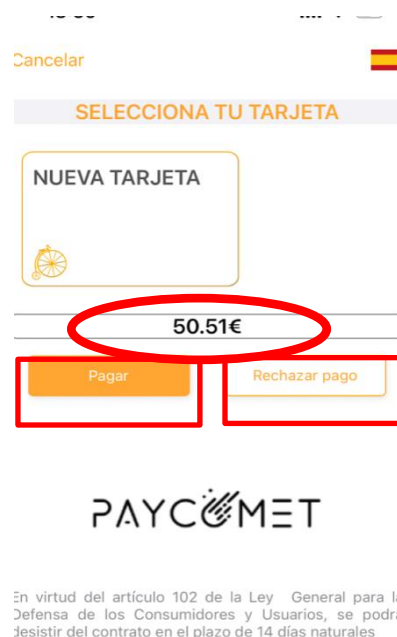 Cancelar
SELECCIONA TU TARJETA
NUEVA TARJETA
50.51€
Pagar
Rechazar pago
PAYCOMET
En virtud del artículo 102 de la Ley General para la
Defensa de los Consumidores y Usuarios, se podrá
desistir del contrato en el plazo de 14 días naturales